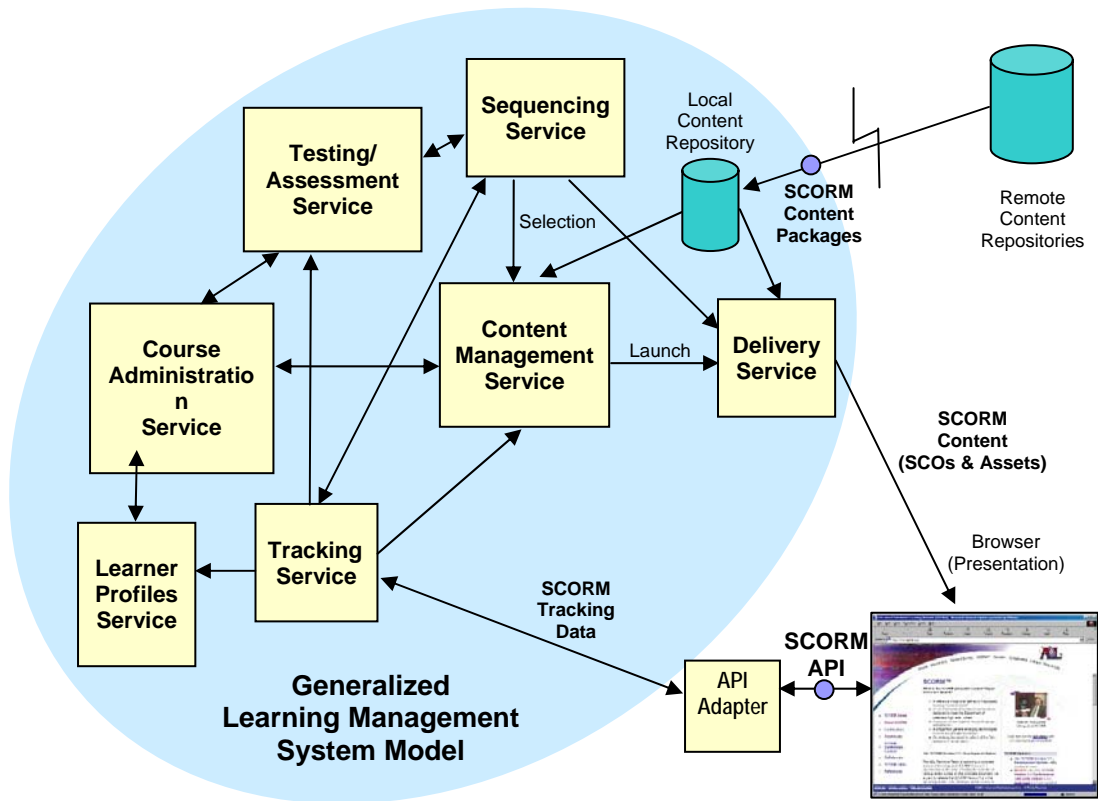 Sequencing
Service
Testing/
Assessment
Service
Local
Content
Repository
SCORM
Content
Packages
Remote
Content
Repositories
Selection
Course
Administratio
n
Service
Content
Management
Service
Launch
Delivery
Service
SCORM
Content
(SCOs & Assets)
Learner
Profiles
Service
Tracking
Service
Browser
(Presentation)
SCORM
Tracking
Data
SCORM
API
API
Adapter
Generalized
Learning Management
System Model
SCORM™